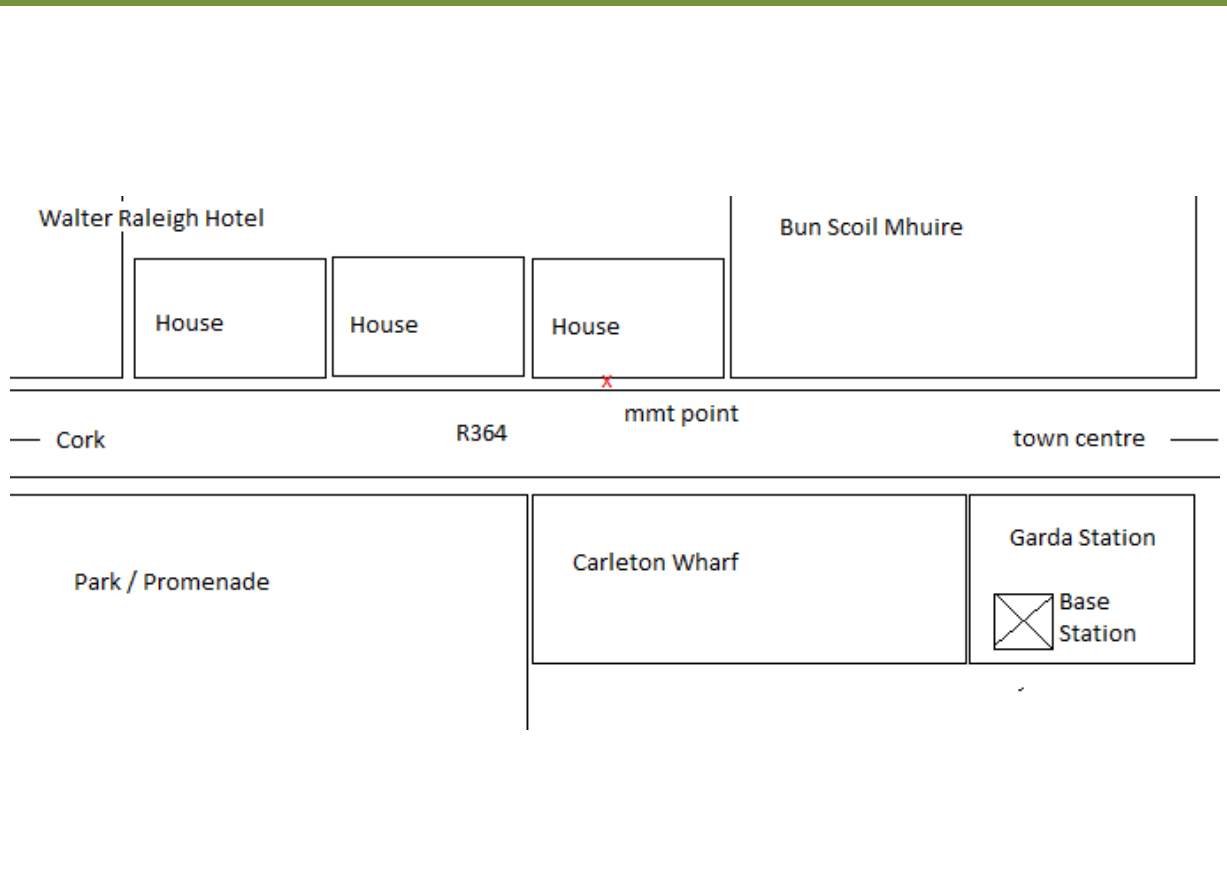 Walter Raleigh Hotel
Bun Scoil Mhuire
House
House
House
x
mmt point
Cork
R364
town centre
Garda Station
Carleton Wharf
Park / Promenade
Base
Station